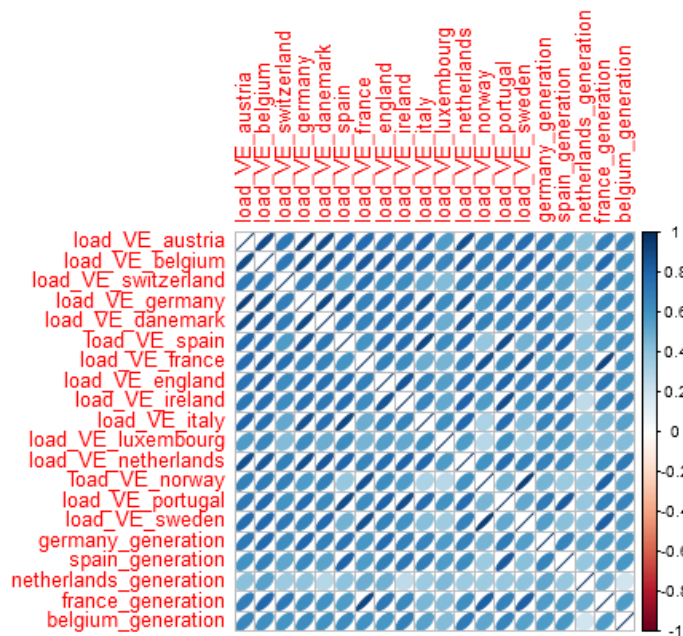 load_VE_austria
load_VE_belgium
load_VE_switzerland
load_VE_germany
load_VE_danemark
load_VE_spain
load_VE_france
load_VE_england
load_VE_ireland
load_VE_italy
load_VE_luxembourg
load_VE_netherlands
load_VE_norway
load_VE_portugal
load_VE_sweden
germany_generation
spain_generation
netherlands_generation
france_generation
belgium_generation
load_VE_austria
load_VE_belgium
load_VE_switzerland
load_VE_germany
load_VE_danemark
load_VE_spain
load_VE_france
load_VE_england
load_VE_ireland
load_VE_italy
load_VE_luxembourg
load_VE_netherlands
load_VE_norway
load_VE_portugal
load_VE_sweden
germany_generation
spain_generation
netherlands_generation
france_generation
belgium_generation
1
0.8
0.6
0.4
0.2
0
-0.2
-0.4
-0.6
-0.8
-1